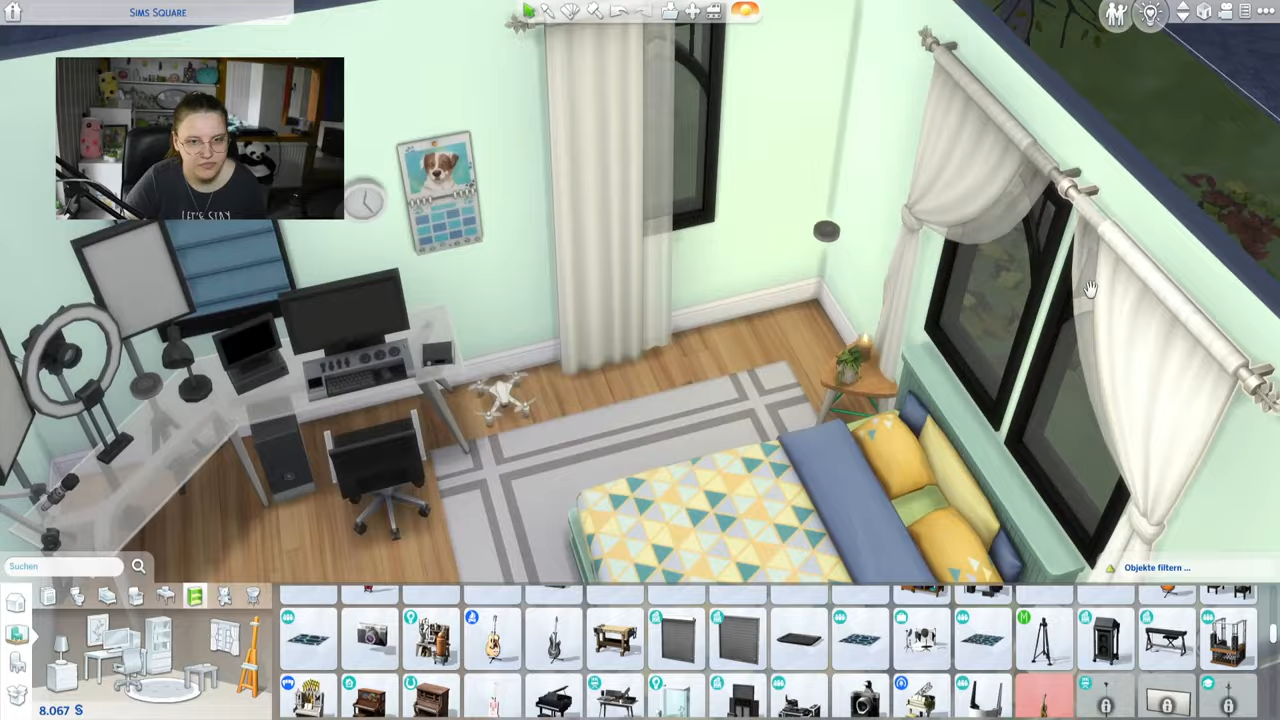 Sims Square
LET'S STAY
Suchen
Objekte filtern ...
8.067 $